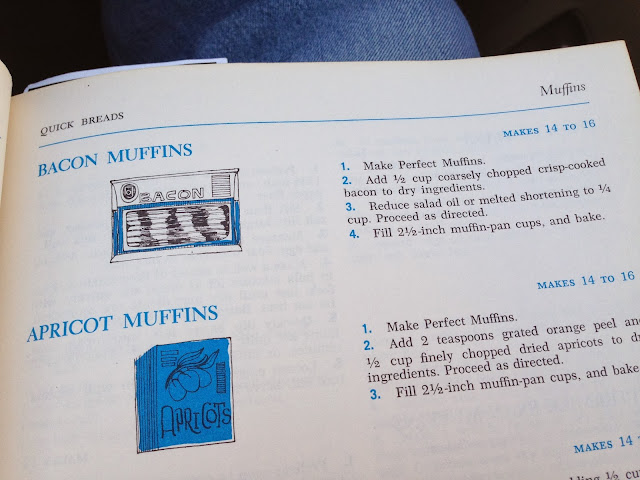 QUICK BREADS
Muffins
BACON MUFFINS
MAKES 14 TO 16
BACON
1. Make Perfect Muffins.
2. Add ½ cup coarsely chopped crisp-cooked
bacon to dry ingredients.
3. Reduce salad oil or melted shortening to ¼
cup. Proceed as directed.
4. Fill 2½-inch muffin-pan cups, and bake.
APRICOT MUFFINS
MAKES 14 TO 16
APRICOTS
1. Make Perfect Muffins.
2. Add 2 teaspoons grated orange peel and
½ cup finely chopped dried apricots to
ingredients. Proceed as directed.
3. Fill 2½-inch muffin-pan cups, and bake
MAKES 14
½ cu